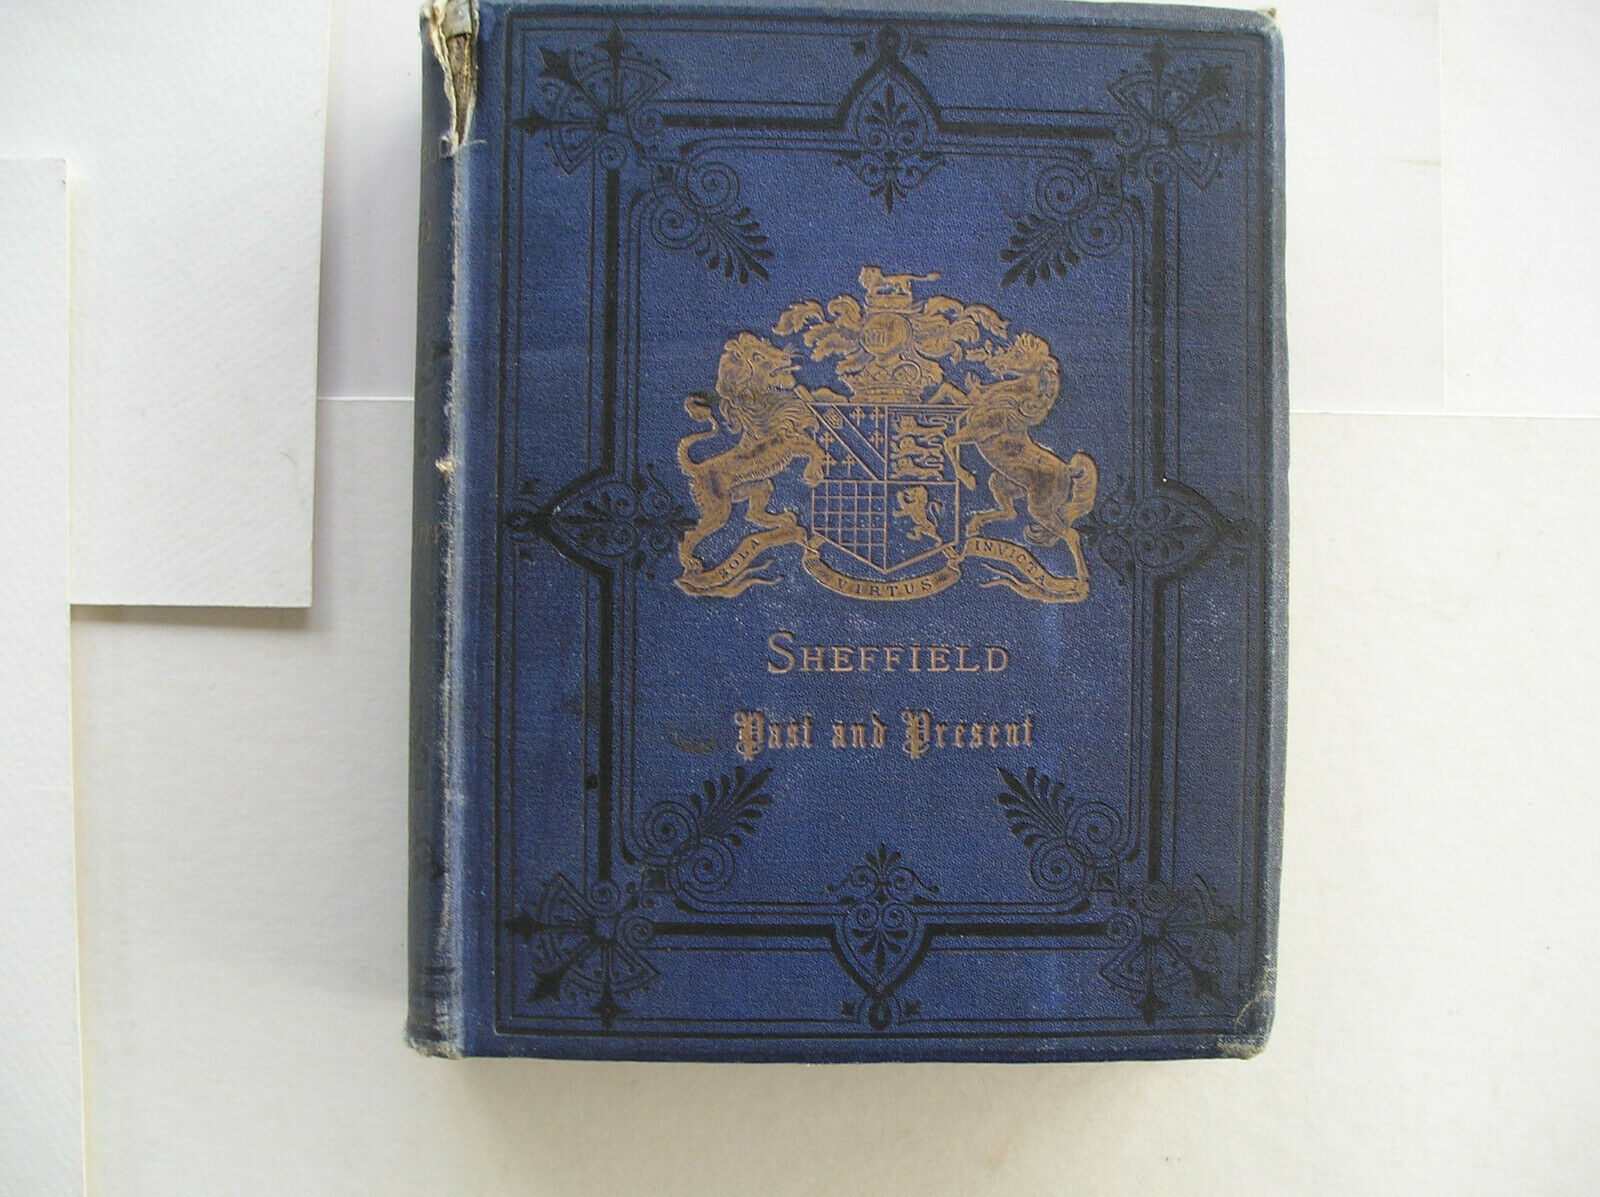 SOLA VIRTUS INVICTA
SHEFFIELD
Past and Present